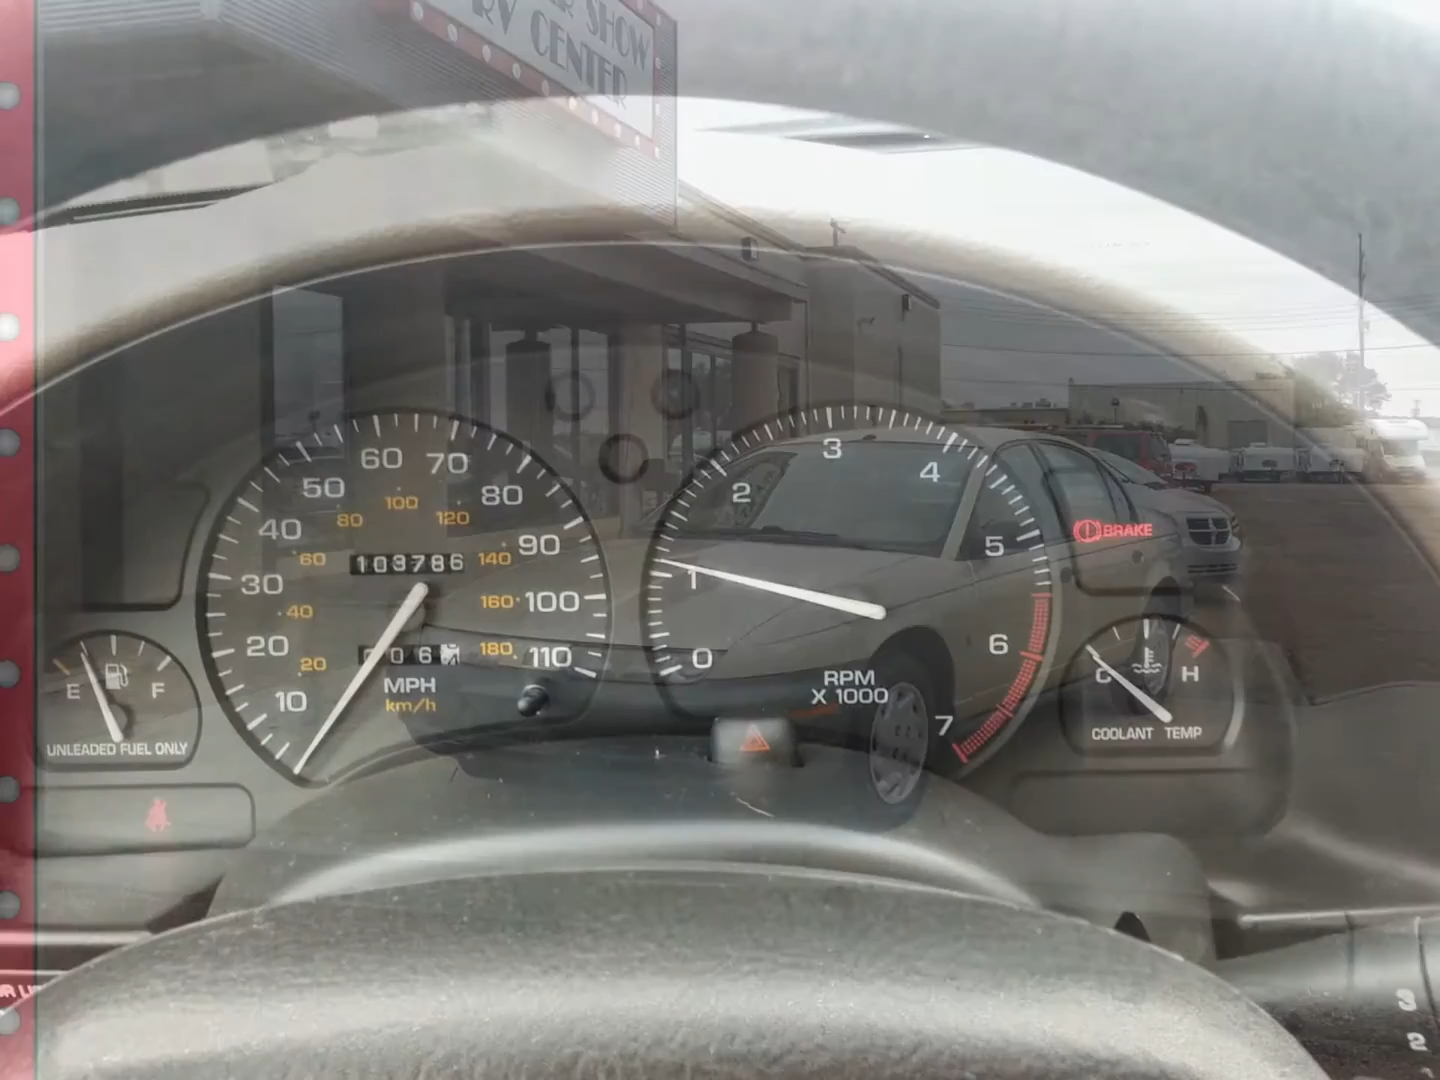 SHOW
RV CENTER
60 70
50 80
40 90
30 100
20 110
10
100
80 120
60 140
40 160
20 180
103786
MPH
km/h
0 1 2 3 4 5 6 7
RPM
X 1000
BRAKE
E F
UNLEADED FUEL ONLY
C H
COOLANT TEMP
3
2